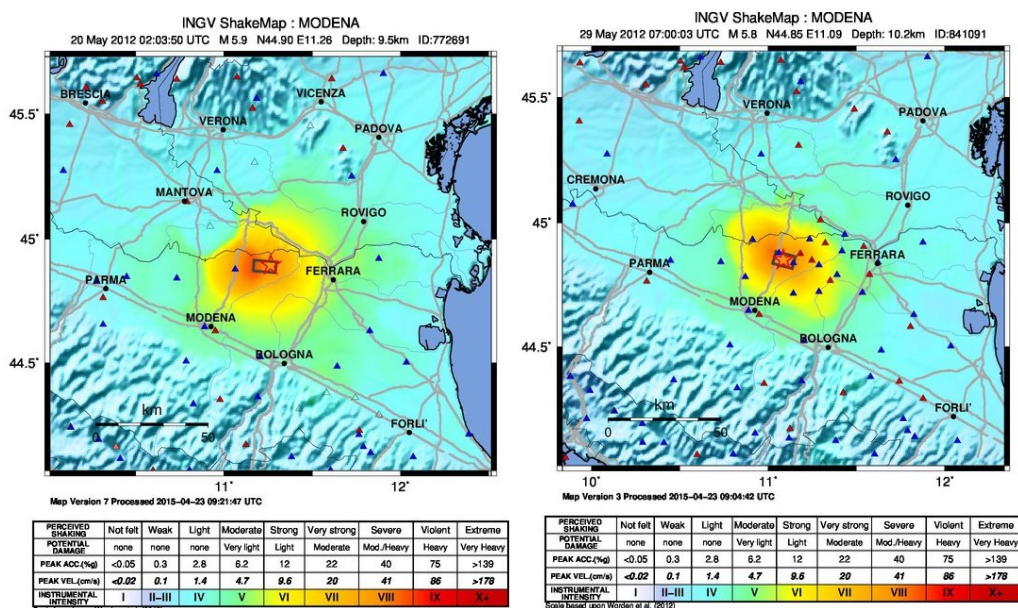 INGV ShakeMap : MODENA
20 May 2012 02:03:50 UTC M 5.9 N44.90 E11.26 Depth: 9.5km ID:772691
BRESCIA
VICENZA
45.5˚
VERONA
PADOVA
MANTOVA
ROVIGO
45˚
PARMA
FERRARA
MODENA
44.5˚
BOLOGNA
km
0 50
FORLI'
11˚ 12˚
Map Version 7 Processed 2015-04-23 09:21:47 UTC
PERCEIVED SHAKING Not felt Weak Light Moderate Strong Very strong Severe Violent Extreme
POTENTIAL DAMAGE none none none Very light Light Moderate Mod./Heavy Heavy Very Heavy
PEAK ACC.(%g) <0.05 0.3 2.8 6.2 12 22 40 75 >139
PEAK VEL.(cm/s) <0.02 0.1 1.4 4.7 9.6 20 41 86 >178
INSTRUMENTAL INTENSITY I II-III IV V VI VII VIII IX X+
INGV ShakeMap : MODENA
29 May 2012 07:00:03 UTC M 5.8 N44.85 E11.09 Depth: 10.2km ID:841091
VERONA
45.5˚
PADOVA
CREMONA
ROVIGO
45˚
PARMA
FERRARA
MODENA
44.5˚
BOLOGNA
km
0 50
FORLI'
10˚ 11˚ 12˚
Map Version 3 Processed 2015-04-23 09:04:42 UTC
PERCEIVED SHAKING Not felt Weak Light Moderate Strong Very strong Severe Violent Extreme
POTENTIAL DAMAGE none none none Very light Light Moderate Mod./Heavy Heavy Very Heavy
PEAK ACC.(%g) <0.05 0.3 2.8 6.2 12 22 40 75 >139
PEAK VEL.(cm/s) <0.02 0.1 1.4 4.7 9.6 20 41 86 >178
INSTRUMENTAL INTENSITY I II-III IV V VI VII VIII IX X+
Scale based upon Worden et al. (2012)